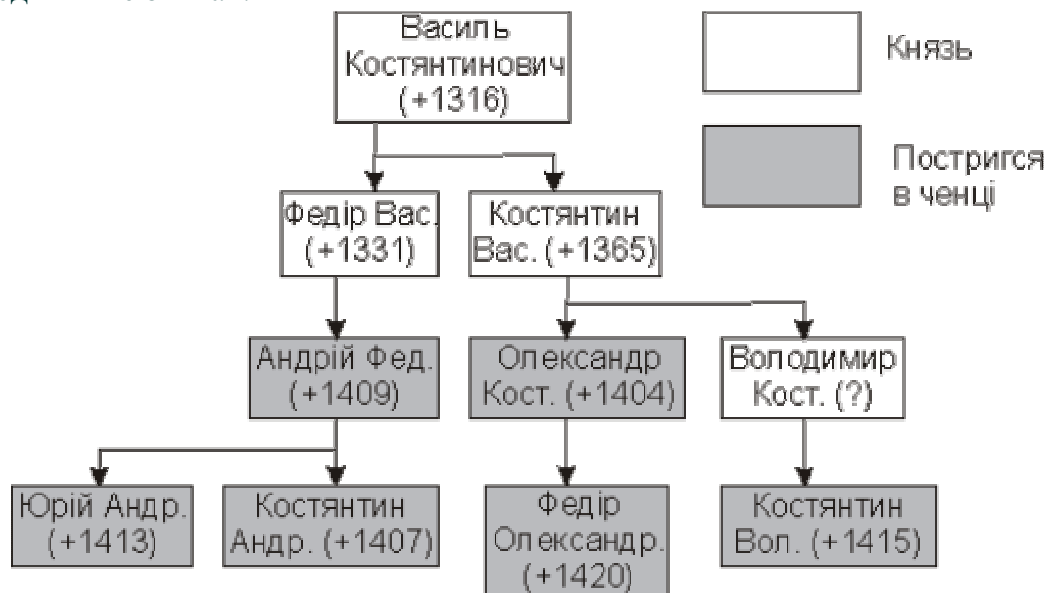 Василь
Костянтинович
(+1316)
Князь
Постригся
в ченці
Федір Вас.
(+1331)
Костянтин
Вас. (+1365)
Андрій Фед.
(+1409)
Олександр
Кост. (+1404)
Володимир
Кост. (?)
Юрій Андр.
(+1413)
Костянтин
Андр. (+1407)
Федір
Олександр.
(+1420)
Костянтин
Вол. (+1415)